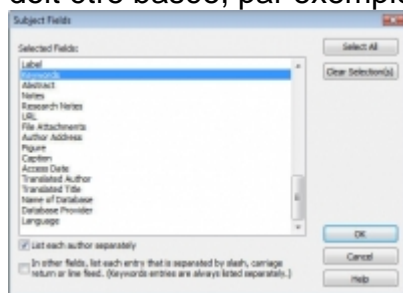 doit être basée, par exemple
Subject Fields
Selected Fields:
Select All
Label
Keywords
Clear Selection(s)
Abstract
Notes
Research Notes
URL
File Attachments
Author Address
Figure
Caption
Access Date
Translated Author
Translated Title
Name of Database
Database Provider
Language
List each author separately
OK
In other fields, list each entry that is separated by slash, carriage
return or line feed. (Keywords entries are always listed separately.)
Cancel
Help